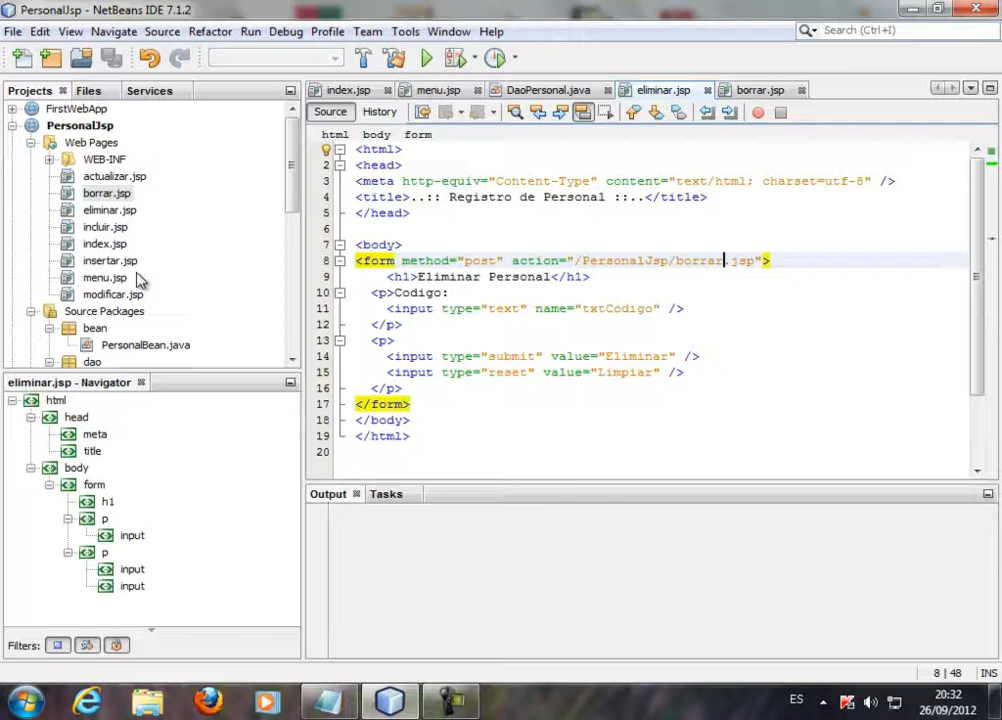 PersonalJsp - NetBeans IDE 7.1.2
File Edit View Navigate Source Refactor Run Debug Profile Team Tools Window Help
Search (Ctrl+I)
Projects Files Services
FirstWebApp
PersonalJsp
Web Pages
WEB-INF
actualizar.jsp
borrar.jsp
eliminar.jsp
incluir.jsp
index.jsp
insertar.jsp
menu.jsp
modificar.jsp
Source Packages
bean
PersonalBean.java
dao
eliminar.jsp - Navigator
html
head
meta
title
body
form
h1
p
input
p
input
input
Filters:
index.jsp menu.jsp DaoPersonal.java eliminar.jsp borrar.jsp
Source History
html body form
1 <html>
2 <head>
3 <meta http-equiv="Content-Type" content="text/html; charset=utf-8" />
4 <title>..:: Registro de Personal ::..</title>
5 </head>
6
7 <body>
8 <form method="post" action="/PersonalJsp/borrar.jsp">
9 <h1>Eliminar Personal</h1>
10 <p>Codigo:
11 <input type="text" name="txtCodigo" />
12 </p>
13 <p>
14 <input type="submit" value="Eliminar" />
15 <input type="reset" value="Limpiar" />
16 </p>
17 </form>
18 </body>
19 </html>
20
Output Tasks
8 | 48 INS
ES
20:32
26/09/2012